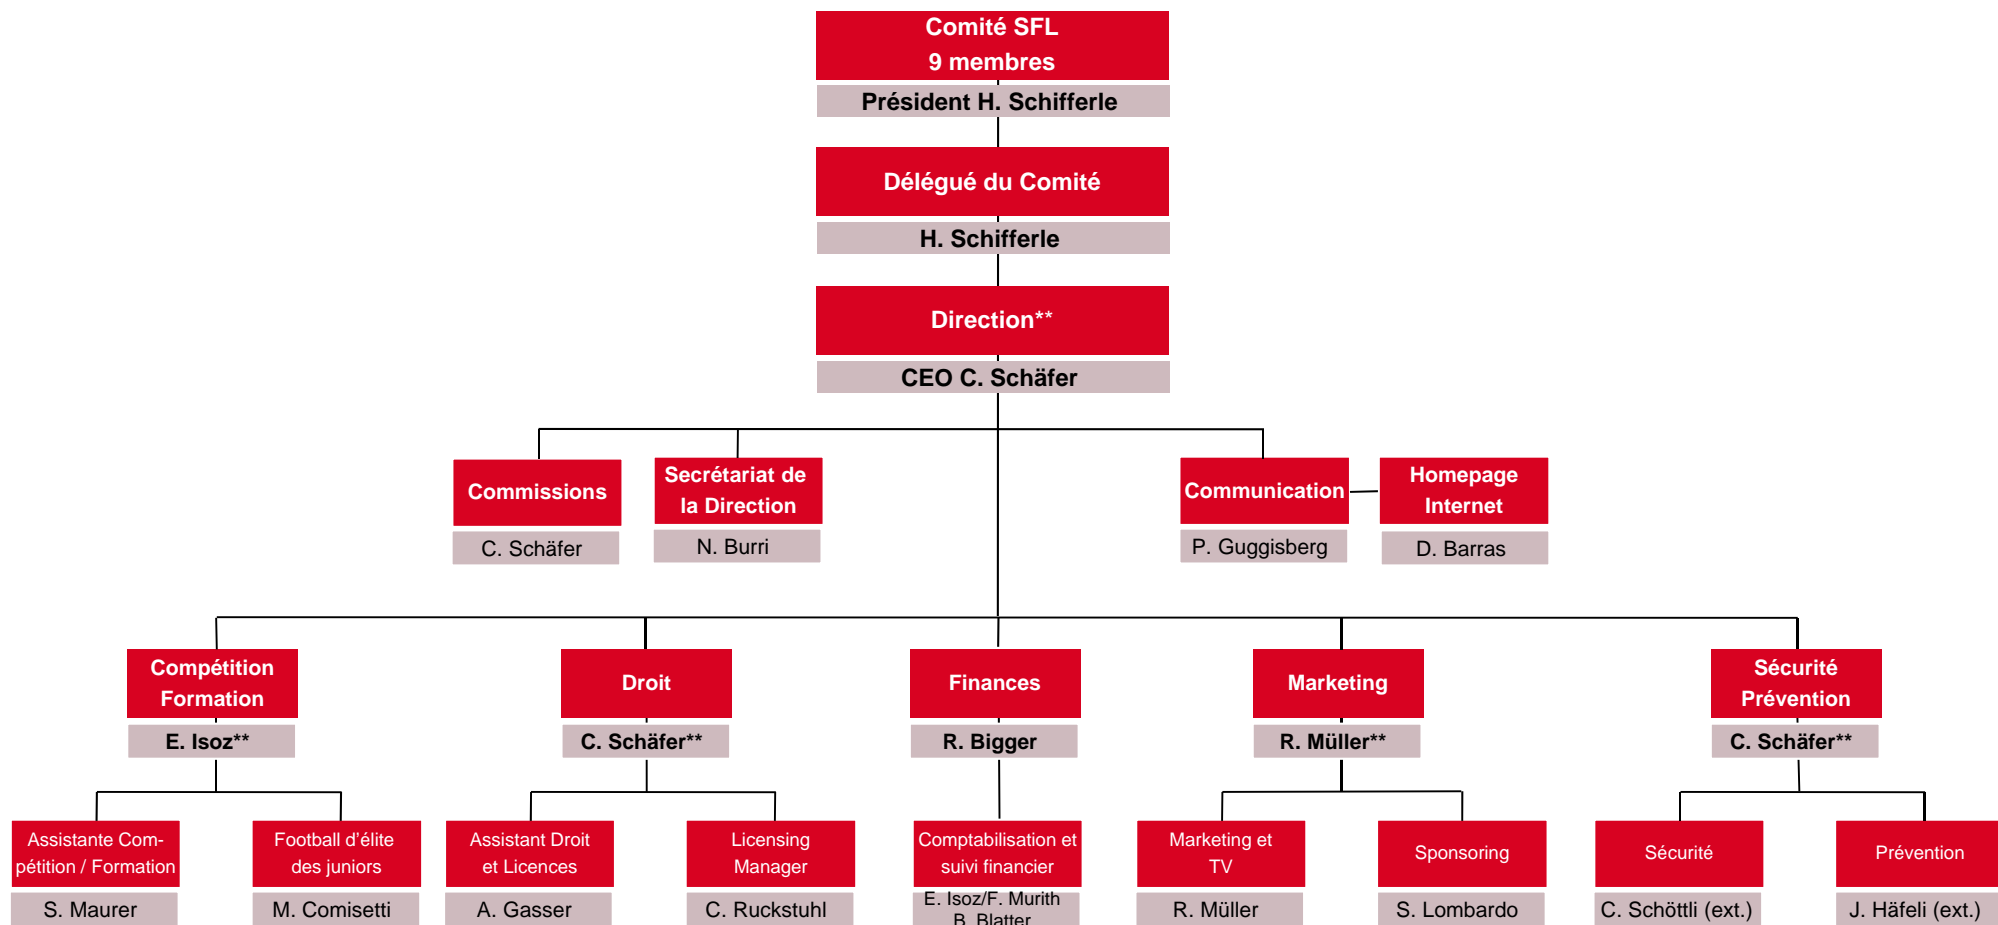 Comité SFL
9 membres
Président H. Schifferle
Délégué du Comité
H. Schifferle
Direction**
CEO C. Schäfer
Commissions
C. Schäfer
Secrétariat de
la Direction
N. Burri
Communication
P. Guggisberg
Homepage
Internet
D. Barras
Compétition
Formation
E. Isoz**
Droit
C. Schäfer**
Finances
R. Bigger
Marketing
R. Müller**
Sécurité
Prévention
C. Schäfer**
Assistante Com-
pétition / Formation
S. Maurer
Football d'élite
des juniors
M. Comisetti
Assistant Droit
et Licences
A. Gasser
Licensing
Manager
C. Ruckstuhl
Comptabilisation et
suivi financier
E. Isoz/F. Murith
B. Blatter
Marketing et
TV
R. Müller
Sponsoring
S. Lombardo
Sécurité
C. Schöttli (ext.)
Prévention
J. Häfeli (ext.)